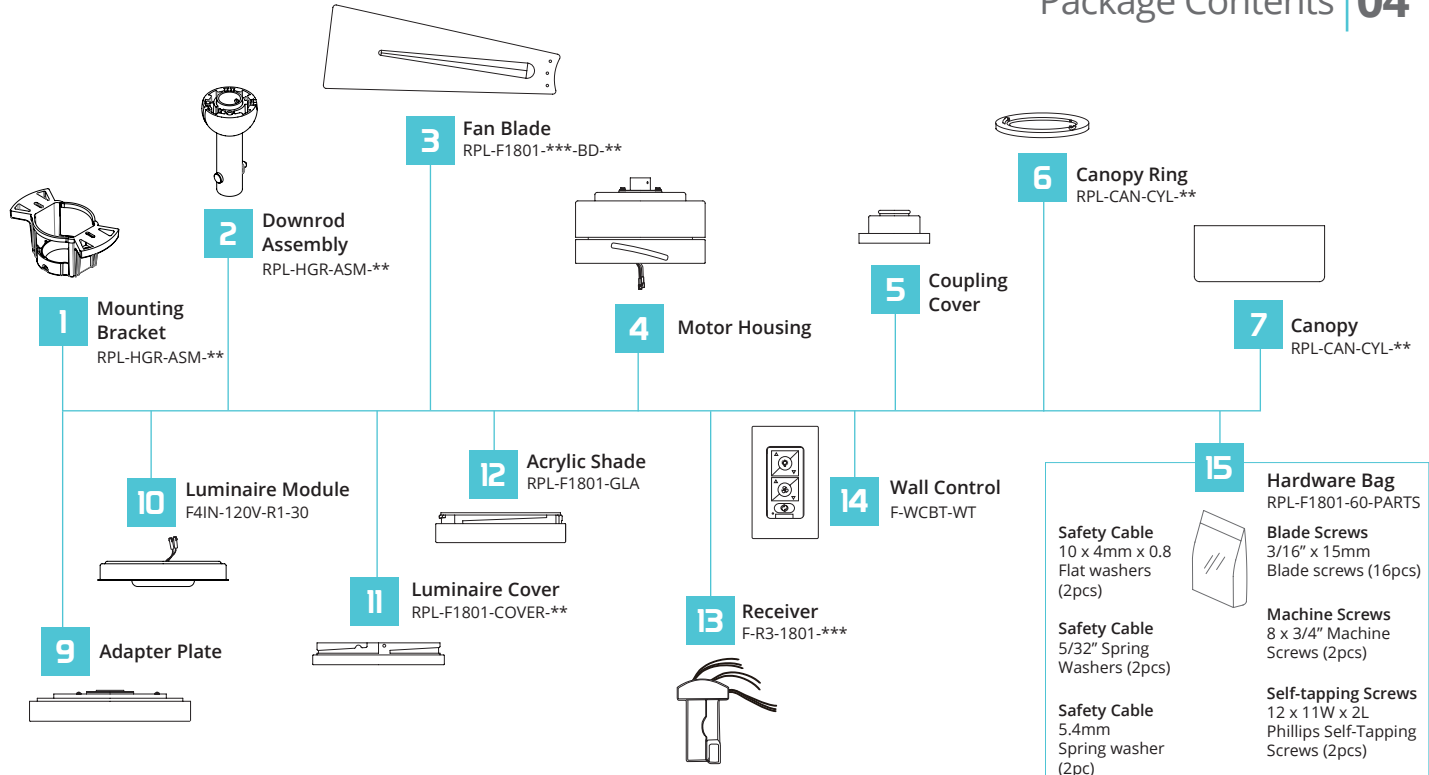 Package Contents 04
1
Mounting
Bracket
RPL-HGR-ASM-**
2
Downrod
Assembly
RPL-HGR-ASM-**
3
Fan Blade
RPL-F1801-***-BD-**
4
Motor Housing
5
Coupling
Cover
6
Canopy Ring
RPL-CAN-CYL-**
7
Canopy
RPL-CAN-CYL-**
9
Adapter Plate
10
Luminaire Module
F4IN-120V-R1-30
11
Luminaire Cover
RPL-F1801-COVER-**
12
Acrylic Shade
RPL-F1801-GLA
13
Receiver
F-R3-1801-***
14
Wall Control
F-WCBT-WT
15
Hardware Bag
RPL-F1801-60-PARTS
Safety Cable
10 x 4mm x 0.8
Flat washers
(2pc)
Safety Cable
5/32” Spring
Washers (2pcs)
Safety Cable
5.4mm
Spring washer
(2pc)
Blade Screws
3/16” x 15mm
Blade screws (16pcs)
Machine Screws
8 x 3/4” Machine
Screws (2pcs)
Self-tapping Screws
12 x 11W x 2L
Phillips Self-Tapping
Screws (2pcs)